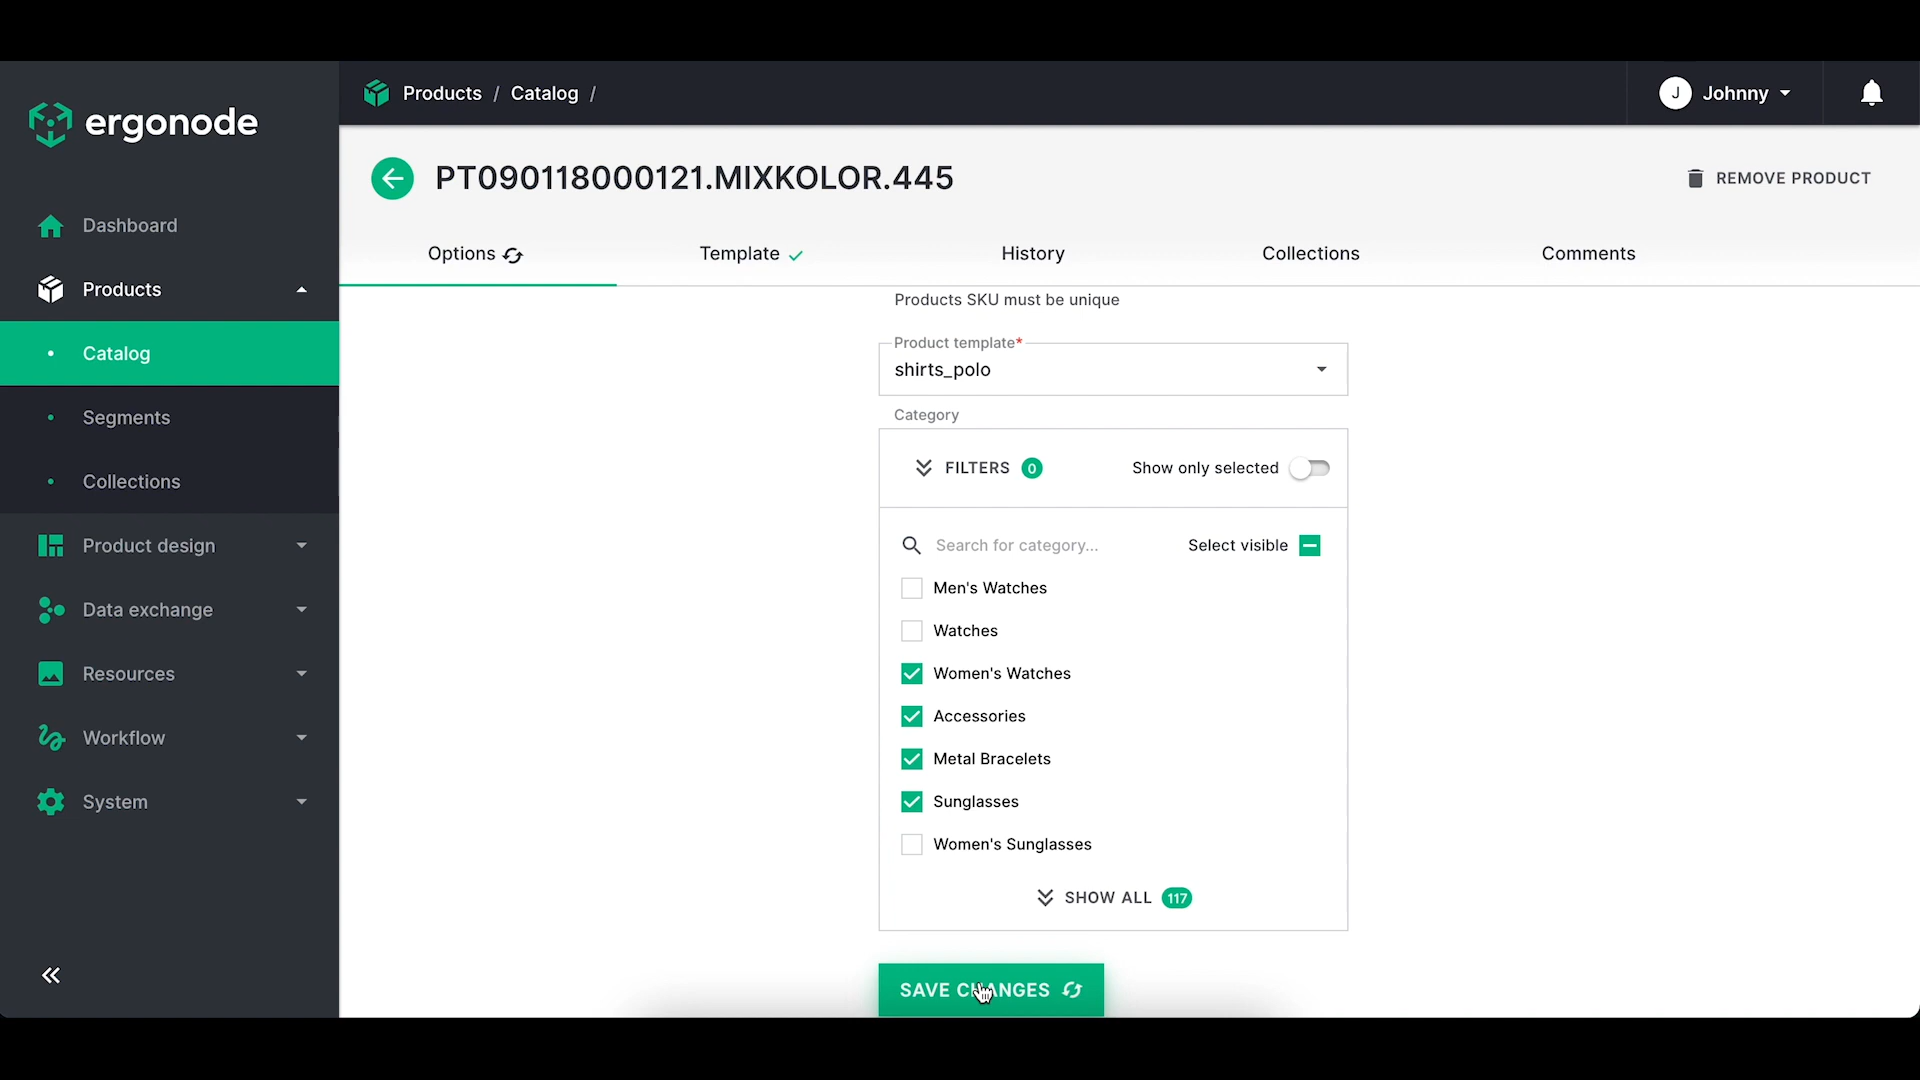 ergonode
Products / Catalog /
J Johnny
PT090118000121.MIXKOLOR.445
REMOVE PRODUCT
Options
Template
History
Collections
Comments
Dashboard
Products
Catalog
Segments
Collections
Product design
Data exchange
Resources
Workflow
System
Products SKU must be unique
Product template*
shirts_polo
Category
FILTERS 0
Show only selected
Search for category...
Select visible
Men's Watches
Watches
Women's Watches
Accessories
Metal Bracelets
Sunglasses
Women's Sunglasses
SHOW ALL 117
SAVE CHANGES